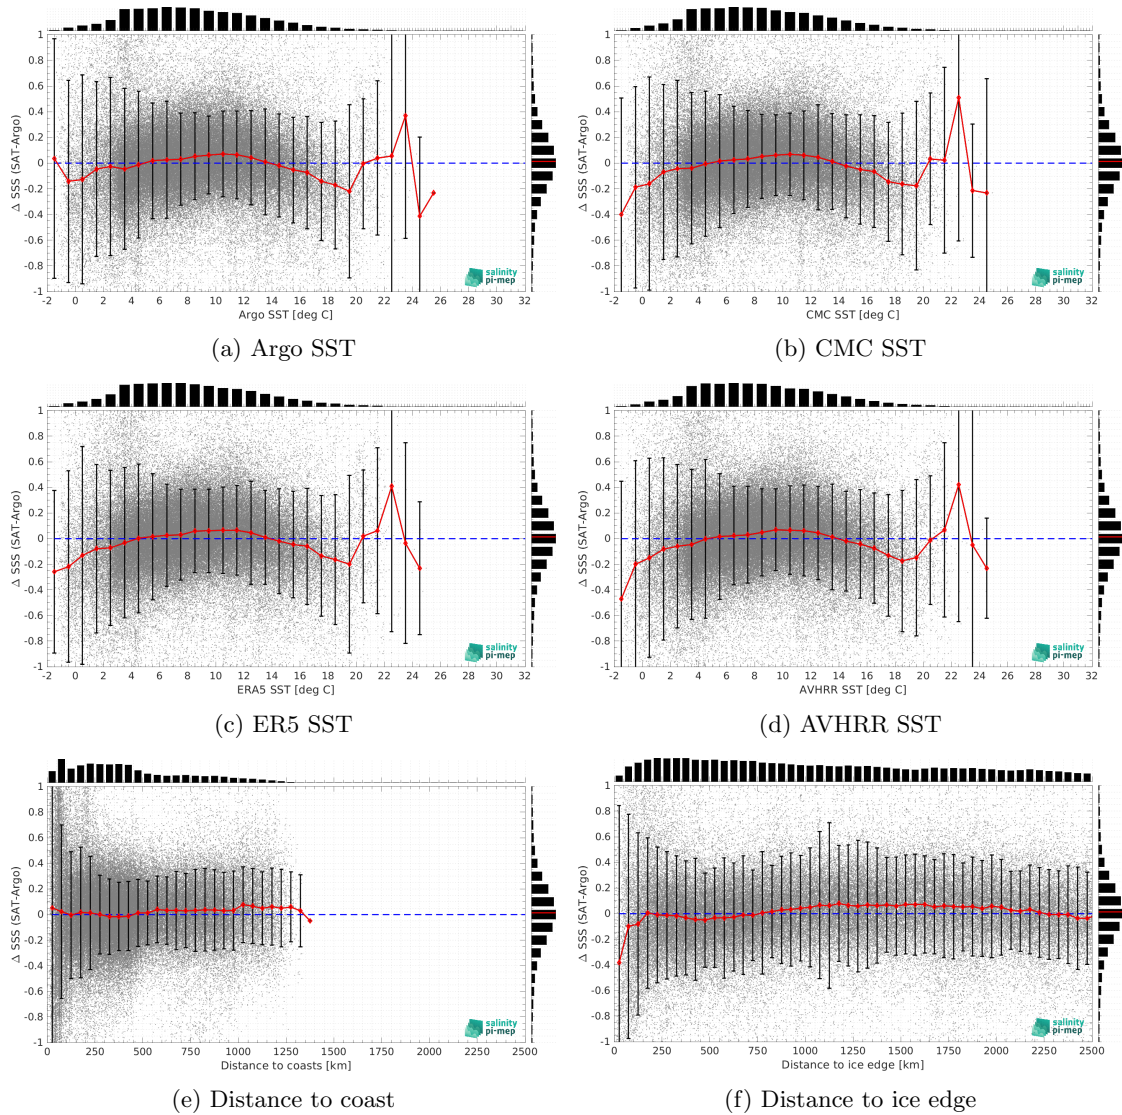 1
0.8
0.6
0.4
0.2
0
-0.2
-0.4
-0.6
-0.8
-1
Δ SSS (SAT-Argo)
-2 0 2 4 6 8 10 12 14 16 18 20 22 24 26 28 30 32
Argo SST [deg C]
salinity
pi-mep
(a) Argo SST
1
0.8
0.6
0.4
0.2
0
-0.2
-0.4
-0.6
-0.8
-1
Δ SSS (SAT-Argo)
-2 0 2 4 6 8 10 12 14 16 18 20 22 24 26 28 30 32
CMC SST [deg C]
salinity
pi-mep
(b) CMC SST
1
0.8
0.6
0.4
0.2
0
-0.2
-0.4
-0.6
-0.8
-1
Δ SSS (SAT-Argo)
-2 0 2 4 6 8 10 12 14 16 18 20 22 24 26 28 30 32
ERA5 SST [deg C]
salinity
pi-mep
(c) ER5 SST
1
0.8
0.6
0.4
0.2
0
-0.2
-0.4
-0.6
-0.8
-1
Δ SSS (SAT-Argo)
-2 0 2 4 6 8 10 12 14 16 18 20 22 24 26 28 30 32
AVHRR SST [deg C]
salinity
pi-mep
(d) AVHRR SST
1
0.8
0.6
0.4
0.2
0
-0.2
-0.4
-0.6
-0.8
-1
Δ SSS (SAT-Argo)
0 250 500 750 1000 1250 1500 1750 2000 2250 2500
Distance to coasts [km]
salinity
pi-mep
(e) Distance to coast
1
0.8
0.6
0.4
0.2
0
-0.2
-0.4
-0.6
-0.8
-1
Δ SSS (SAT-Argo)
0 250 500 750 1000 1250 1500 1750 2000 2250 2500
Distance to ice edge [km]
salinity
pi-mep
(f) Distance to ice edge